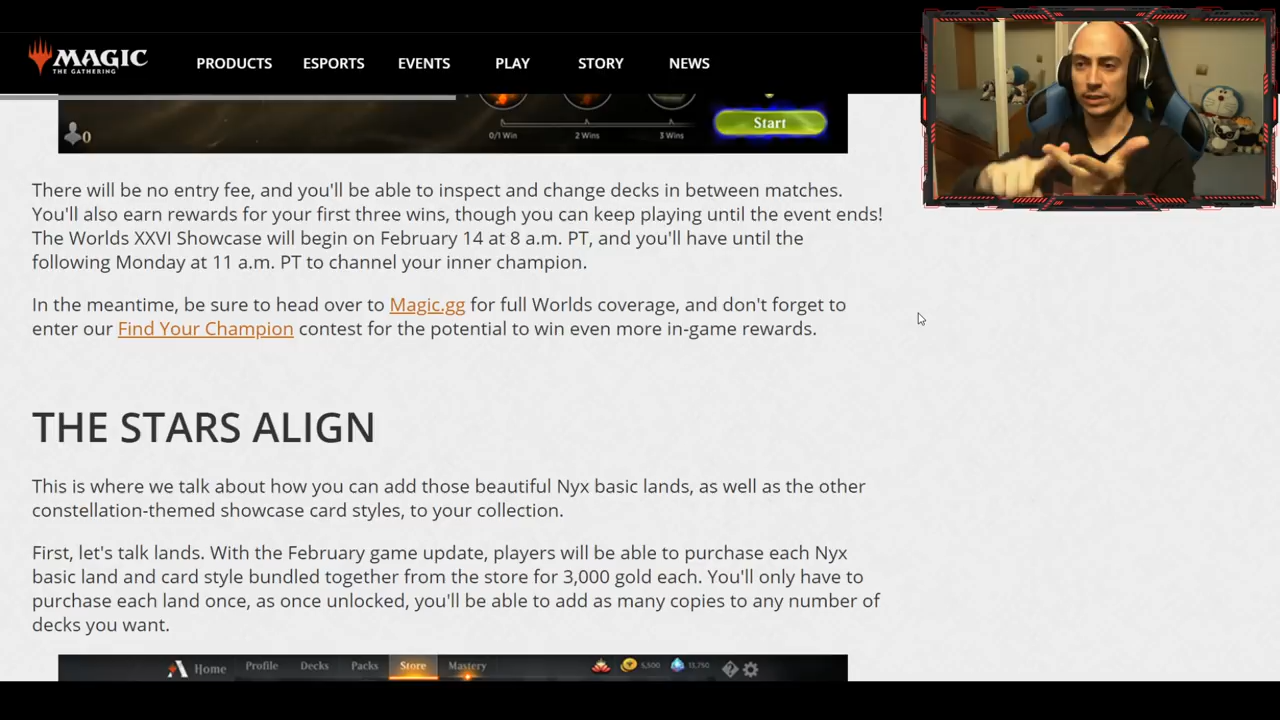 MAGIC
THE GATHERING
PRODUCTS ESPORTS EVENTS PLAY STORY NEWS
0/1 Win 2 Wins 3 Wins
Start
0
There will be no entry fee, and you'll be able to inspect and change decks in between matches.
You'll also earn rewards for your first three wins, though you can keep playing until the event ends!
The Worlds XXVI Showcase will begin on February 14 at 8 a.m. PT, and you'll have until the
following Monday at 11 a.m. PT to channel your inner champion.
In the meantime, be sure to head over to Magic.gg for full Worlds coverage, and don't forget to
enter our Find Your Champion contest for the potential to win even more in-game rewards.
THE STARS ALIGN
This is where we talk about how you can add those beautiful Nyx basic lands, as well as the other
constellation-themed showcase card styles, to your collection.
First, let's talk lands. With the February game update, players will be able to purchase each Nyx
basic land and card style bundled together from the store for 3,000 gold each. You'll only have to
purchase each land once, as once unlocked, you'll be able to add as many copies to any number of
decks you want.
Home Profile Decks Packs Store Mastery 5,500 13,750 ?